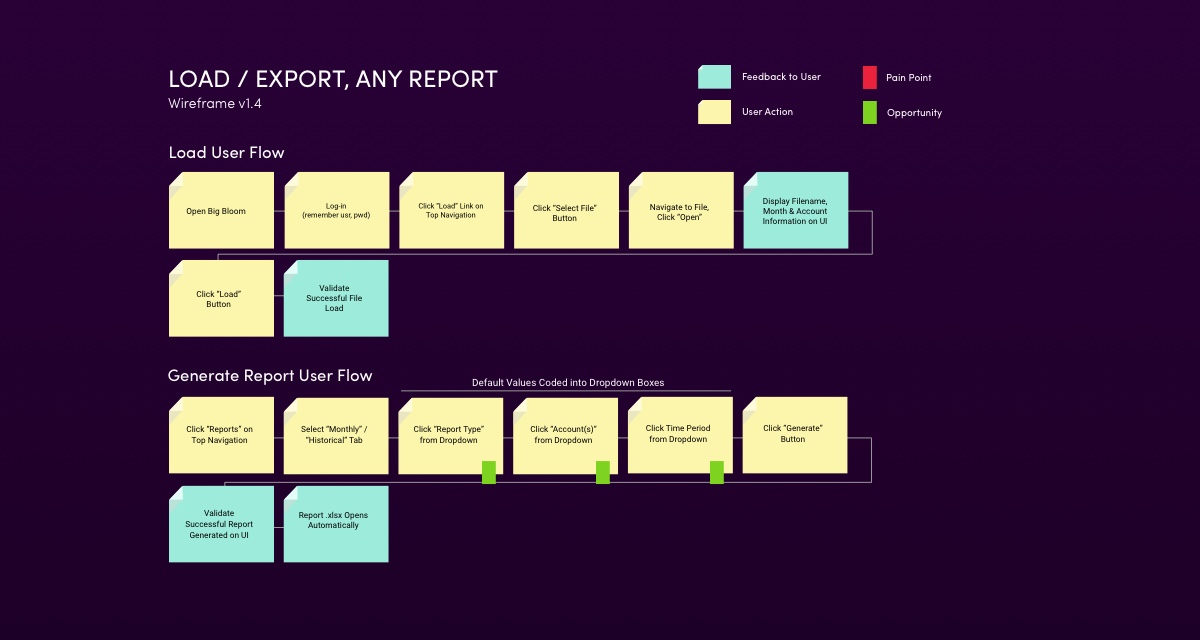 LOAD / EXPORT, ANY REPORT
Wireframe v1.4
Feedback to User
Pain Point
User Action
Opportunity
Load User Flow
Open Big Bloom
Log-in
(remember usr, pwd)
Click “Load” Link on
Top Navigation
Click “Select File”
Button
Navigate to File,
Click “Open”
Display Filename,
Month & Account
Information on UI
Click “Load”
Button
Validate
Successful File
Load
Generate Report User Flow
Default Values Coded into Dropdown Boxes
Click “Reports” on
Top Navigation
Select “Monthly” /
“Historical” Tab
Click “Report Type”
from Dropdown
Click “Account(s)”
from Dropdown
Click Time Period
from Dropdown
Click “Generate”
Button
Validate
Successful Report
Generated on UI
Report .xlsx Opens
Automatically